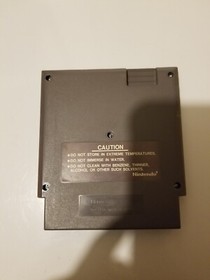 CAUTION
•DO NOT STORE IN EXTREME TEMPERATURES.
•DO NOT IMMERSE IN WATER.
•DO NOT CLEAN WITH BENZENE, THINNER,
ALCOHOL OR OTHER SUCH SOLVENTS.
Nintendo